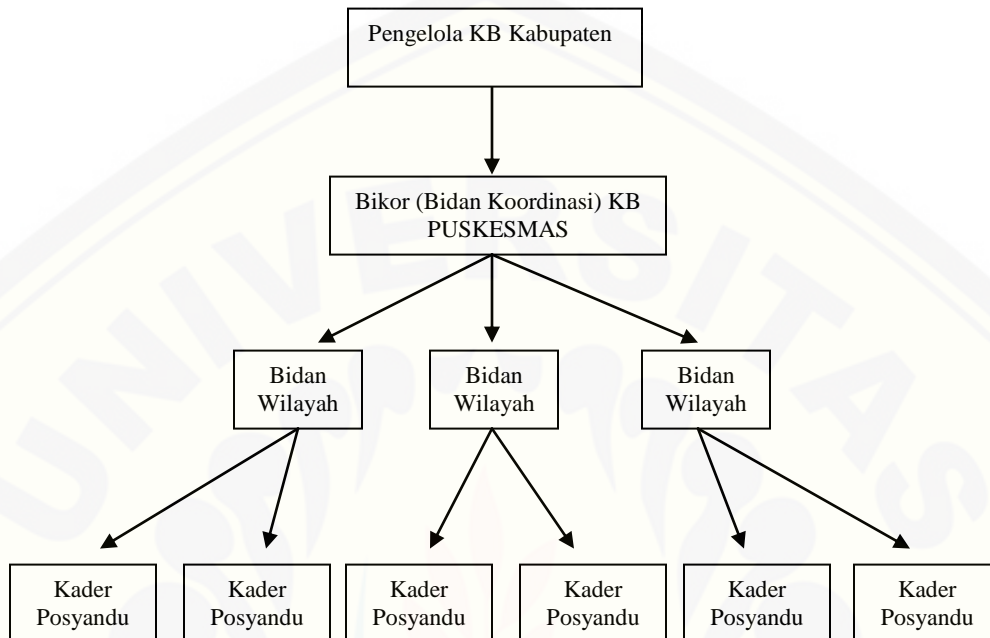 Pengelola KB Kabupaten
Bikor (Bidan Koordinasi) KB
PUSKESMAS
Bidan
Wilayah
Bidan
Wilayah
Bidan
Wilayah
Kader
Posyandu
Kader
Posyandu
Kader
Posyandu
Kader
Posyandu
Kader
Posyandu
Kader
Posyandu
UNIVERSITAS